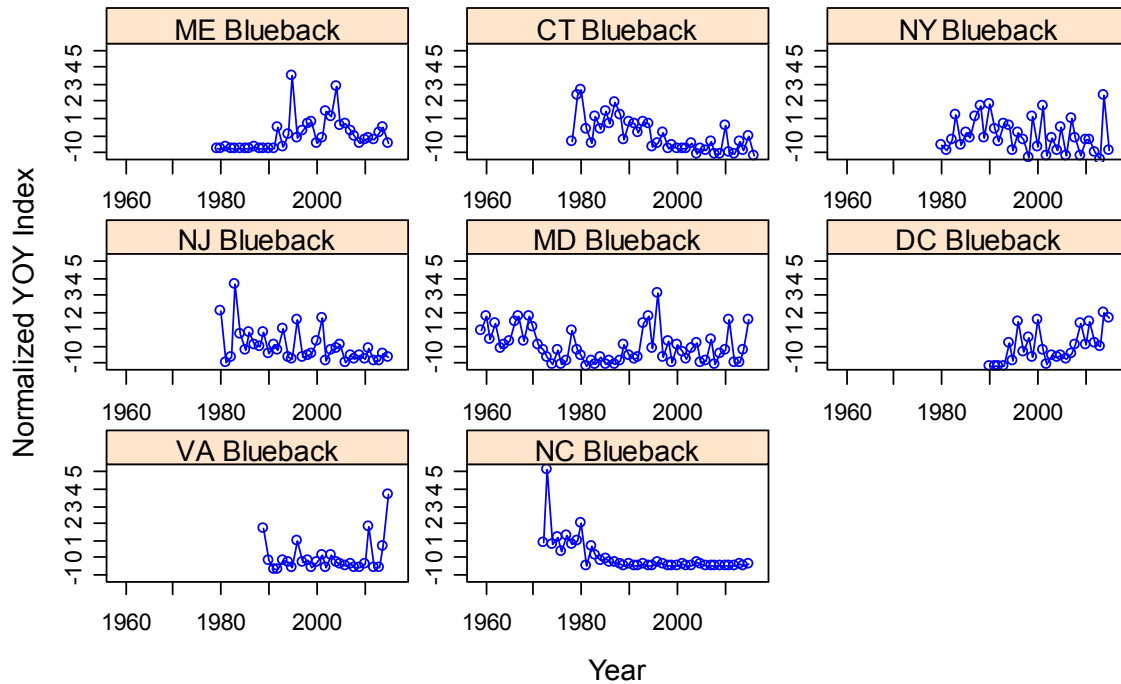 ME Blueback CT Blueback NY Blueback
-1 0 1 2 3 4 5 -1 0 1 2 3 4 5 -1 0 1 2 3 4 5
1960 1980 2000 1960 1980 2000 1960 1980 2000
NJ Blueback MD Blueback DC Blueback
-1 0 1 2 3 4 5 -1 0 1 2 3 4 5 -1 0 1 2 3 4 5
1960 1980 2000 1960 1980 2000 1960 1980 2000
VA Blueback NC Blueback
-1 0 1 2 3 4 5 -1 0 1 2 3 4 5
1960 1980 2000 1960 1980 2000
Normalized YOY Index
Year